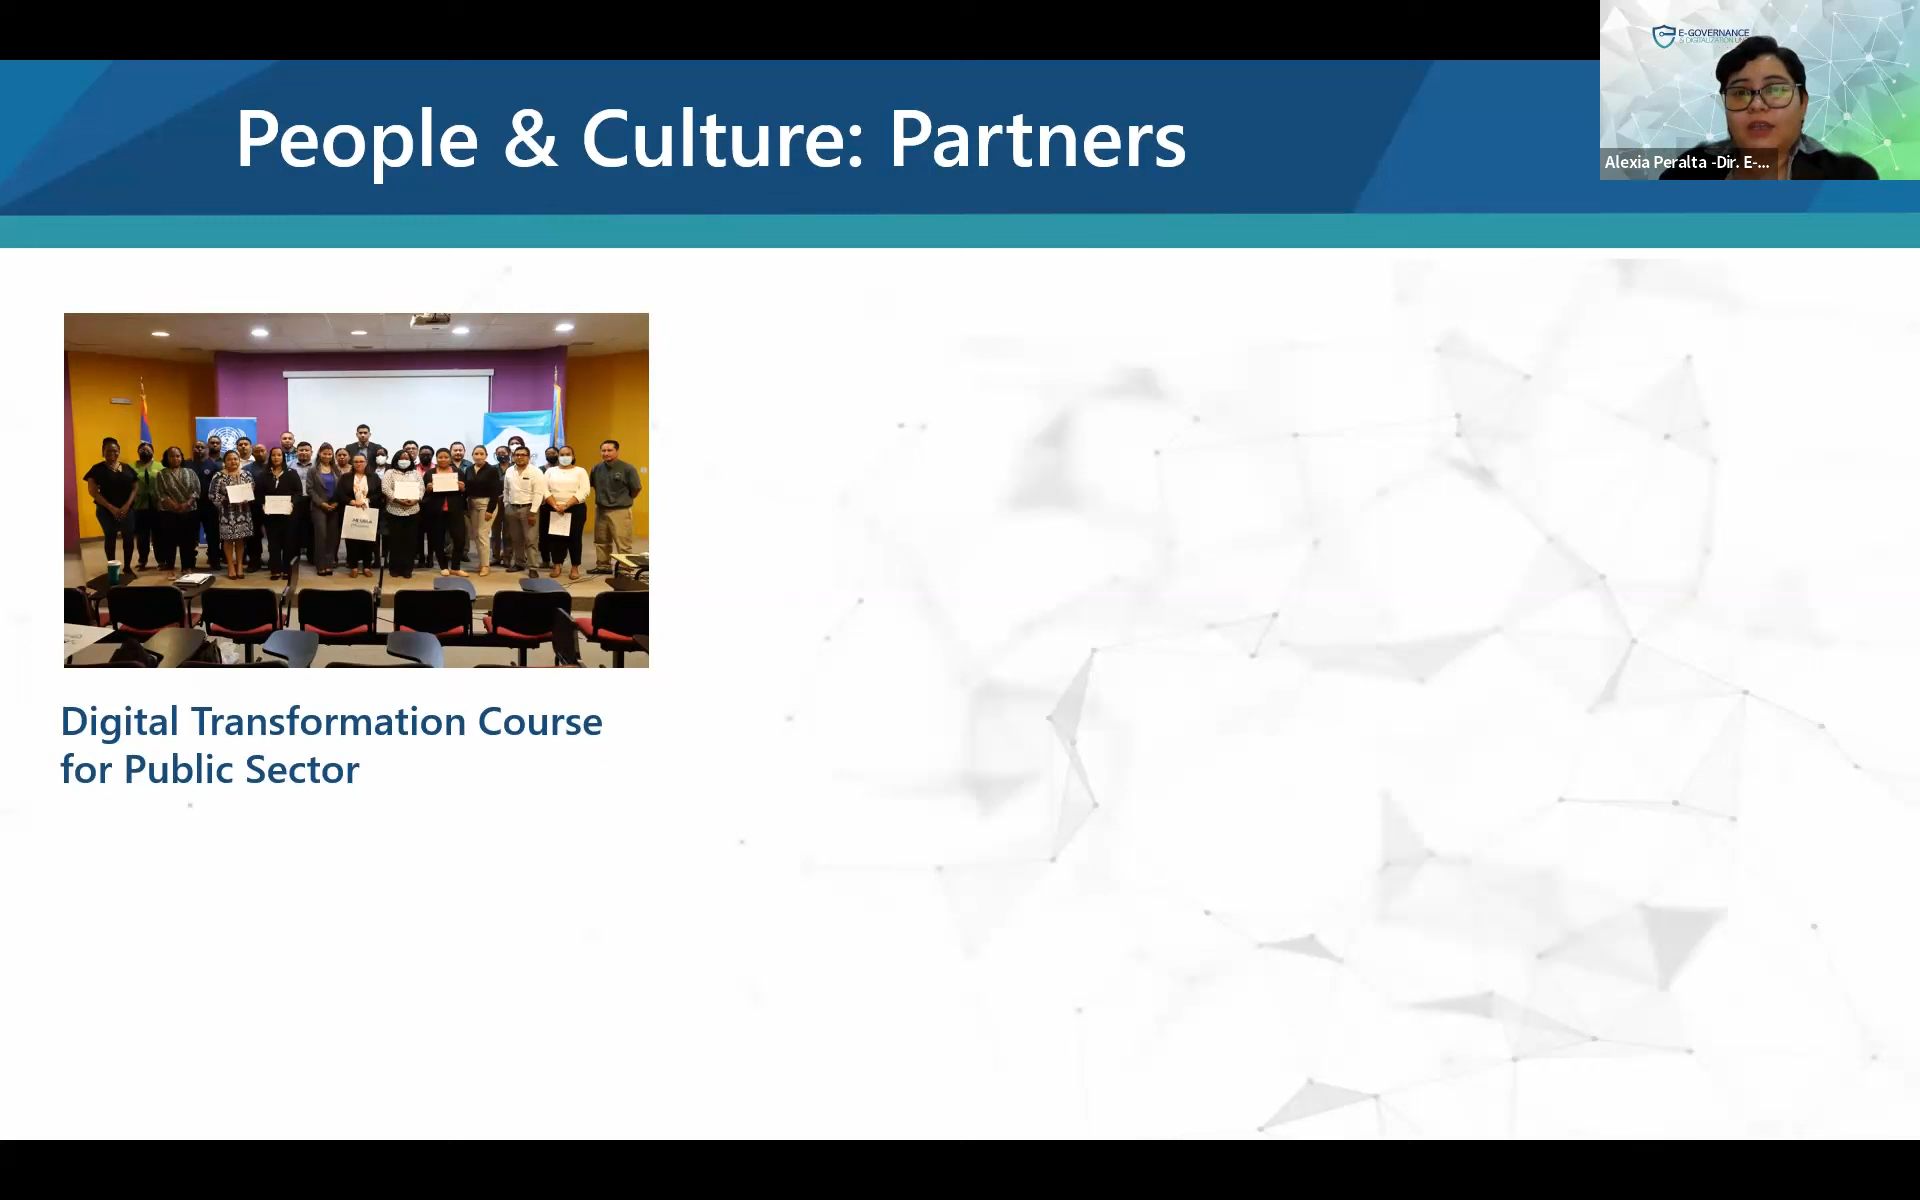 People & Culture: Partners
E-GOVERNANCE
Alexia Peralta -Dir. E-...
Digital Transformation Course
for Public Sector